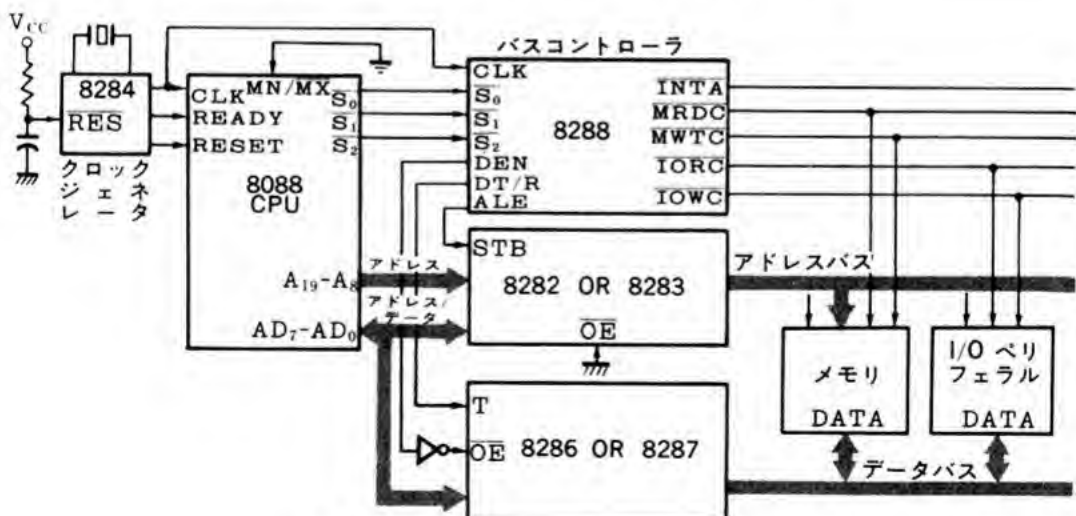 V_CC
8284
RES
クロック
ジェネ
レータ
CLK
READY
RESET
MN/MX
S₀
S₁
S₂
8088
CPU
A₁₉-A₈
AD₇-AD₀
アドレス
アドレス/
データ
バスコントローラ
CLK
S₀
S₁
S₂
DEN
DT/R
ALE
8288
INTA
MRDC
MWTC
IORC
IOWC
STB
8282 OR 8283
OE
アドレスバス
T
OE
8286 OR 8287
メモリ
DATA
I/O ペリ
フェラル
DATA
データバス